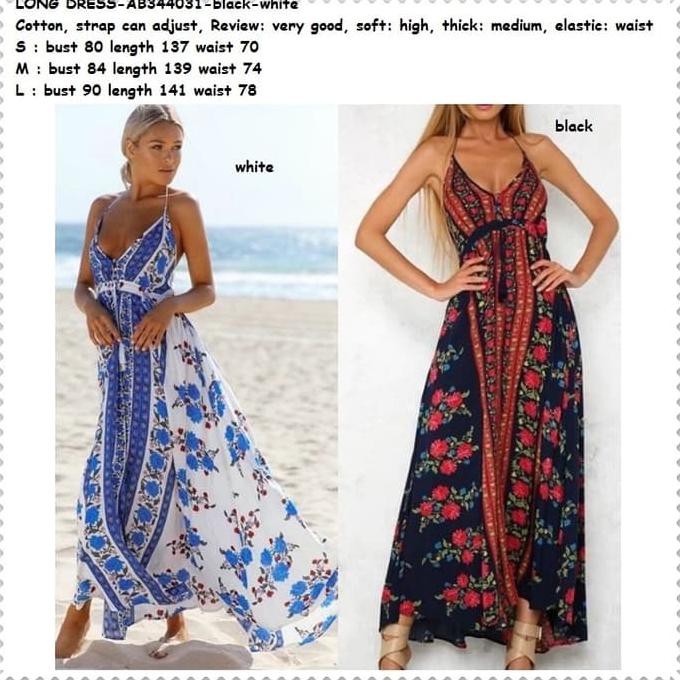 LONG DRESS-AB344031-black-white
Cotton, strap can adjust, Review: very good, soft: high, thick: medium, elastic: waist
S : bust 80 length 137 waist 70
M : bust 84 length 139 waist 74
L : bust 90 length 141 waist 78
white
black